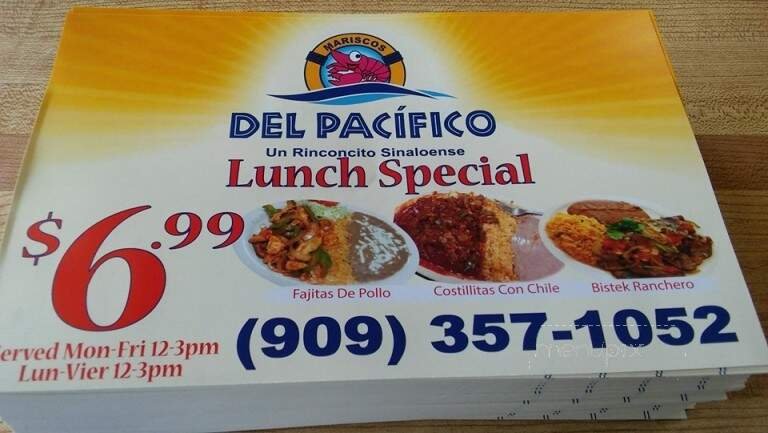 MARISCOS
DEL PACÍFICO
Un Rinconcito Sinaloense
Lunch Special
$6.99
Fajitas De Pollo
Costillitas Con Chile
Bistek Ranchero
erved Mon-Fri 12-3pm
Lun-Vier 12-3pm
(909) 357-1052
menupix